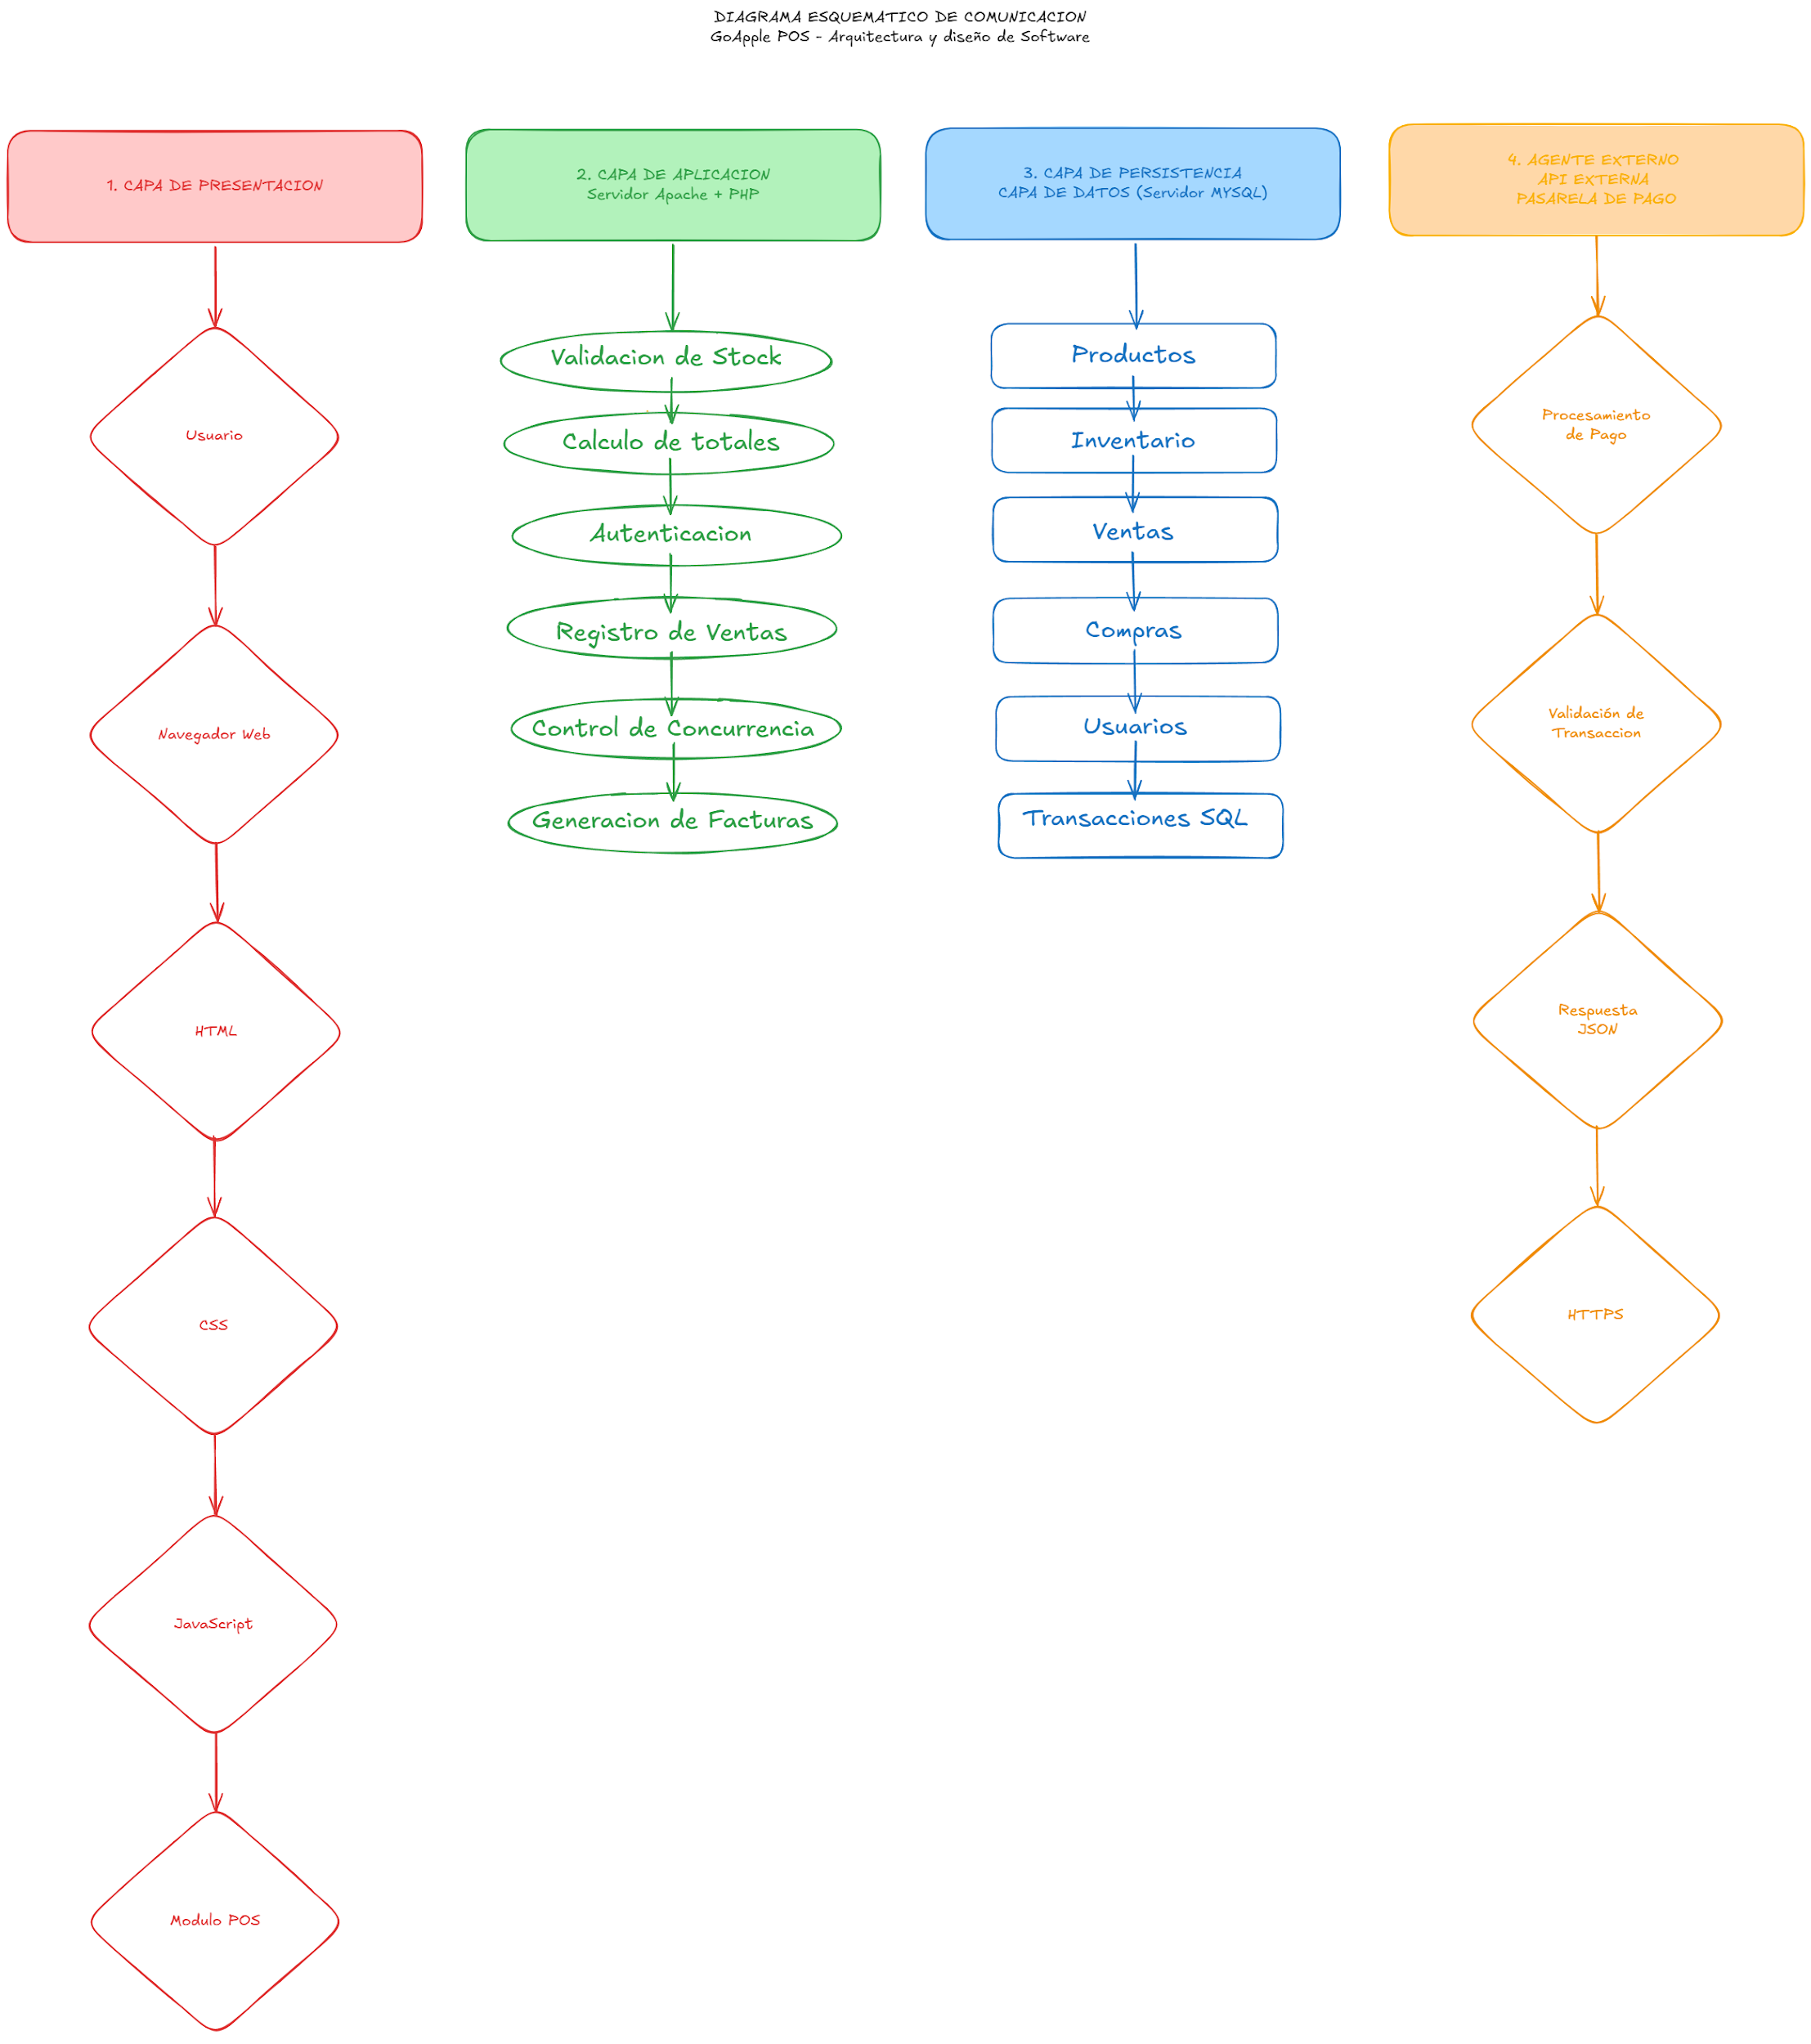 DIAGRAMA ESQUEMATICO DE COMUNICACION
GoApple POS - Arquitectura y diseño de Software
1. CAPA DE PRESENTACION
Usuario
Navegador Web
HTML
CSS
JavaScript
Modulo POS
2. CAPA DE APLICACION
Servidor Apache + PHP
Validacion de Stock
Calculo de totales
Autenticacion
Registro de Ventas
Control de Concurrencia
Generacion de Facturas
3. CAPA DE PERSISTENCIA
CAPA DE DATOS (Servidor MYSQL)
Productos
Inventario
Ventas
Compras
Usuarios
Transacciones SQL
4. AGENTE EXTERNO
API EXTERNA
PASARELA DE PAGO
Procesamiento
de Pago
Validación de
Transaccion
Respuesta
JSON
HTTPS